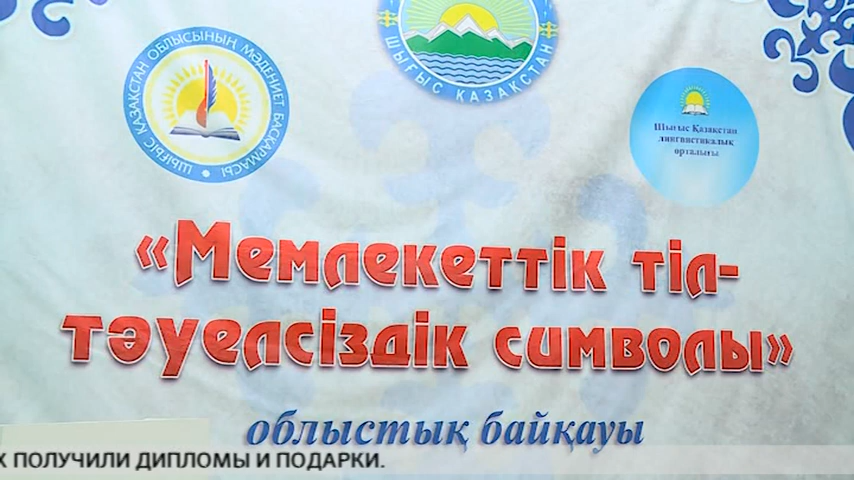 ШЫҒЫС ҚАЗАҚСТАН
ШЫҒЫС ҚАЗАҚСТАН ОБЛЫСЫНЫҢ МӘДЕНИЕТ БАСҚАРМАСЫ
Шығыс Қазақстан
лингвистикалық
орталығы
«Мемлекеттік тіл-
тәуелсіздік символы»
облыстық байқауы
Х ПОЛУЧИЛИ ДИПЛОМЫ И ПОДАРКИ.